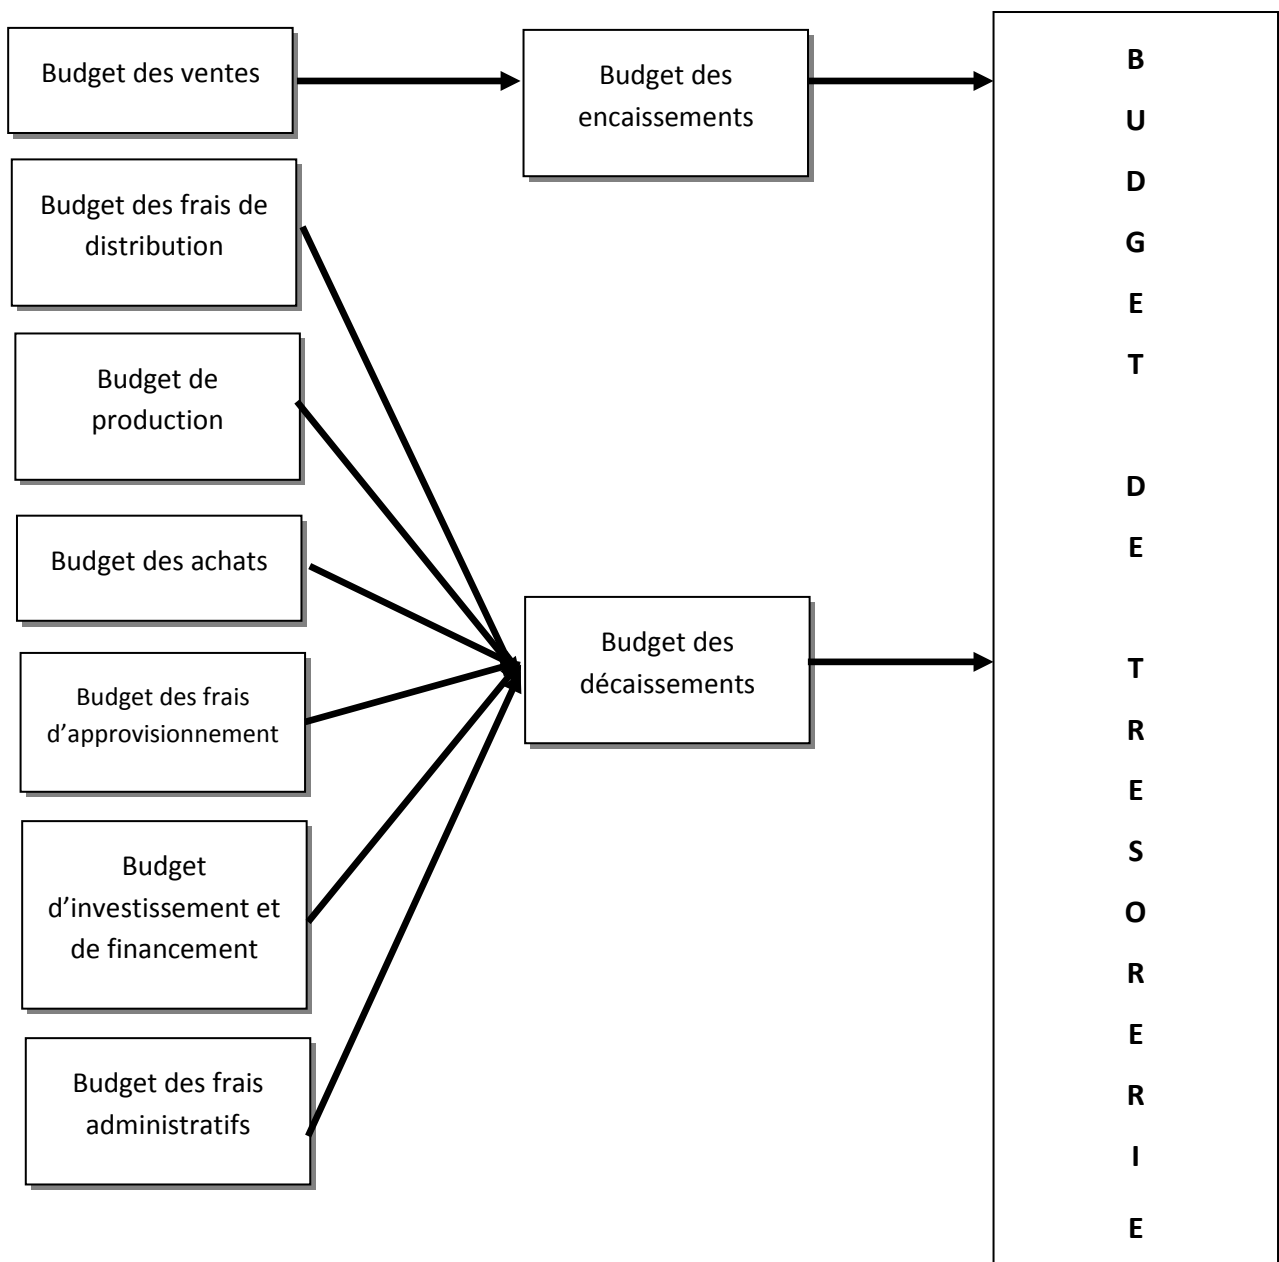 Budget des ventes
Budget des
encaissements
Budget des frais de
distribution
Budget de
production
Budget des achats
Budget des frais
d’approvisionnement
Budget
d’investissement et
de financement
Budget des frais
administratifs
Budget des
décaissements
B
U
D
G
E
T
D
E
T
R
E
S
O
R
E
R
I
E